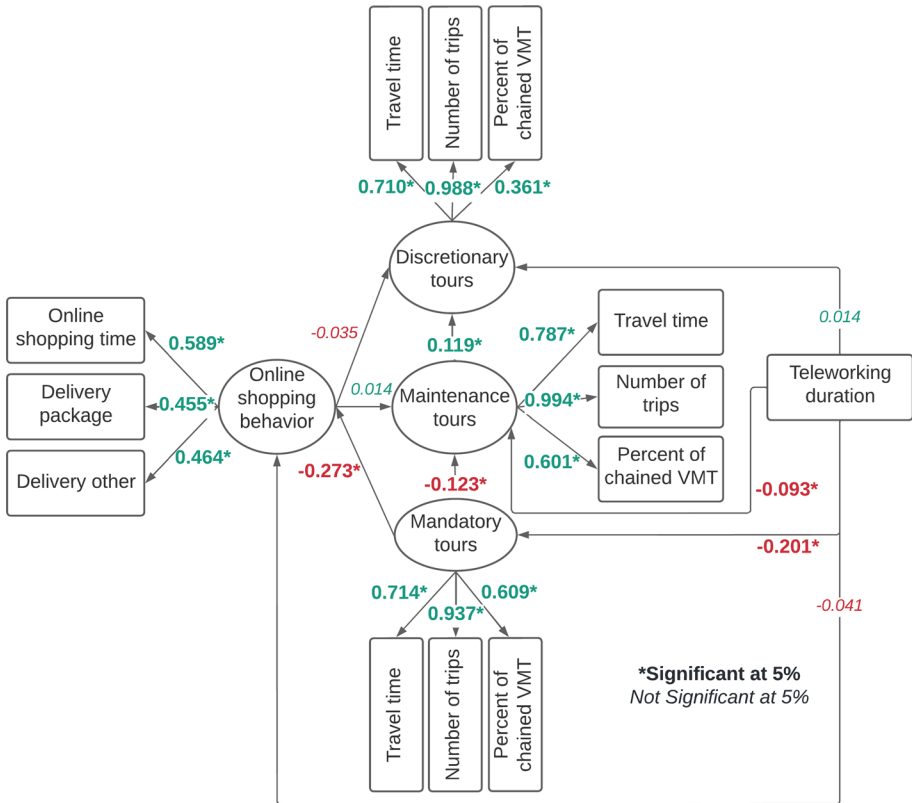 Travel time
Number of trips
Percent of
chained VMT
0.710*
0.988*
0.361*
Discretionary
tours
Online
shopping time
0.589*
Delivery
package
0.455*
Delivery other
0.464*
Online
shopping
behavior
-0.035
0.014
-0.273*
0.119*
Maintenance
tours
-0.123*
0.787*
0.994*
0.601*
Travel time
Number of
trips
Percent of
chained VMT
0.014
Teleworking
duration
-0.093*
-0.201*
-0.041
Mandatory
tours
0.714*
0.937*
0.609*
Travel time
Number of trips
Percent of
chained VMT
*Significant at 5%
Not Significant at 5%